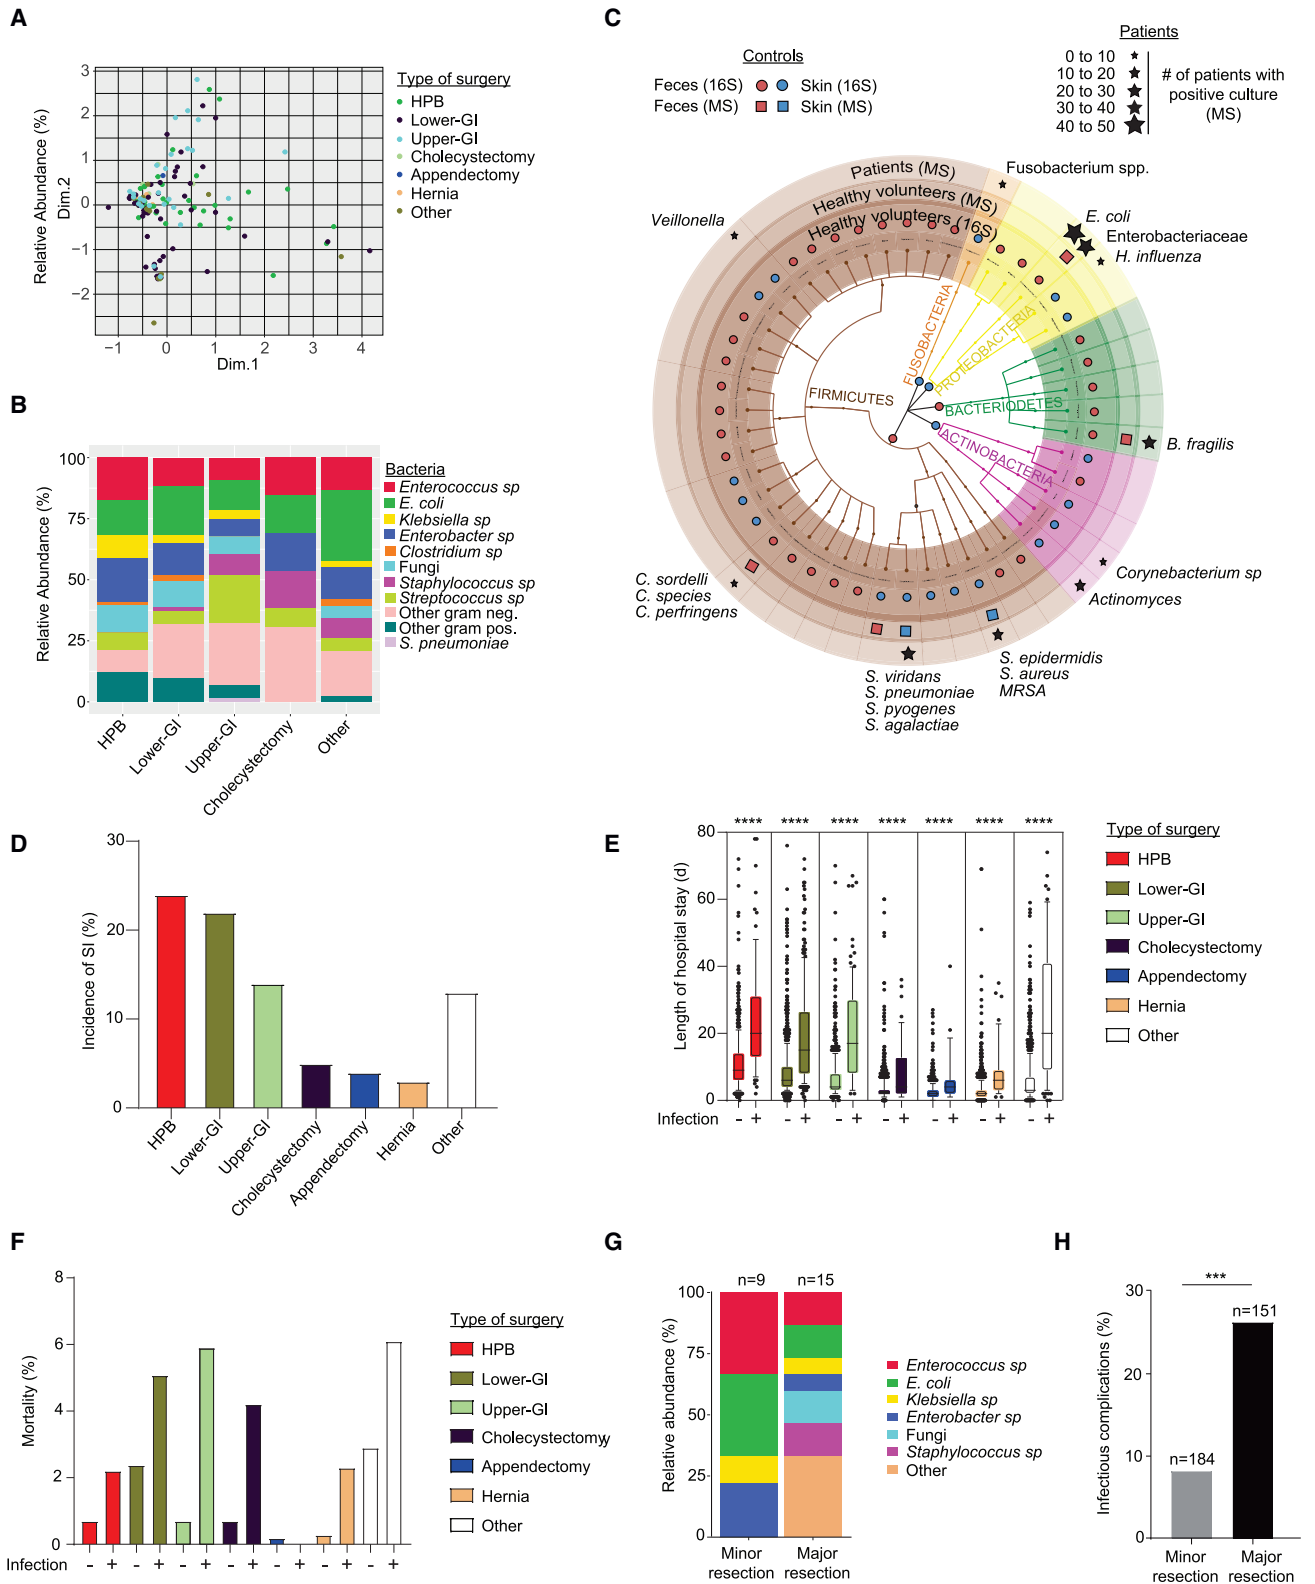 A
Relative Abundance (%)
Dim.2
3
2
1
0
−1
−2
−1
0
1
2
3
4
Dim.1
Type of surgery
HPB
Lower-GI
Upper-GI
Cholecystectomy
Appendectomy
Hernia
Other
B
Relative Abundance (%)
100
75
50
25
0
HPB
Lower-GI
Upper-GI
Cholecystectomy
Other
Bacteria
Enterococcus sp
E. coli
Klebsiella sp
Enterobacter sp
Clostridium sp
Fungi
Staphylococcus sp
Streptococcus sp
Other gram neg.
Other gram pos.
S. pneumoniae
C
Controls
Feces (16S)
Skin (16S)
Feces (MS)
Skin (MS)
Patients
0 to 10
10 to 20
20 to 30
30 to 40
40 to 50
# of patients with
positive culture
(MS)
Patients (MS)
Healthy volunteers (MS)
Healthy volunteers (16S)
Fusobacterium spp.
E. coli
Enterobacteriaceae
H. influenza
Veillonella
FUSOBACTERIA
PROTEOBACTERIA
FIRMICUTES
BACTERIODETES
ACTINOBACTERIA
B. fragilis
Corynebacterium sp
Actinomyces
C. sordelli
C. species
C. perfringens
S. viridans
S. pneumoniae
S. pyogenes
S. agalactiae
S. epidermidis
S. aureus
MRSA
D
Incidence of SI (%)
30
20
10
0
HPB
Lower-GI
Upper-GI
Cholecystectomy
Appendectomy
Hernia
Other
E
Length of hospital stay (d)
80
60
40
20
0
**** **** **** **** **** **** ****
Infection - + - + - + - + - + - + - +
Type of surgery
HPB
Lower-GI
Upper-GI
Cholecystectomy
Appendectomy
Hernia
Other
F
Mortality (%)
8
6
4
2
0
Infection - + - + - + - + - + - + - +
Type of surgery
HPB
Lower-GI
Upper-GI
Cholecystectomy
Appendectomy
Hernia
Other
G
n=9
n=15
Relative abundance (%)
100
75
50
25
0
Minor
resection
Major
resection
Enterococcus sp
E. coli
Klebsiella sp
Enterobacter sp
Fungi
Staphylococcus sp
Other
H
Infectious complications (%)
***
30
20
10
0
n=184
n=151
Minor
resection
Major
resection